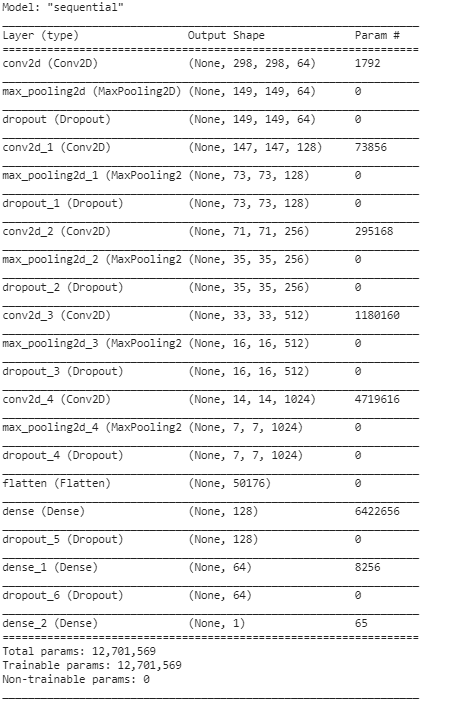 Model: "sequential"
Layer (type) Output Shape Param #
=================================================================
conv2d (Conv2D) (None, 298, 298, 64) 1792
max_pooling2d (MaxPooling2D) (None, 149, 149, 64) 0
dropout (Dropout) (None, 149, 149, 64) 0
conv2d_1 (Conv2D) (None, 147, 147, 128) 73856
max_pooling2d_1 (MaxPooling2 (None, 73, 73, 128) 0
dropout_1 (Dropout) (None, 73, 73, 128) 0
conv2d_2 (Conv2D) (None, 71, 71, 256) 295168
max_pooling2d_2 (MaxPooling2 (None, 35, 35, 256) 0
dropout_2 (Dropout) (None, 35, 35, 256) 0
conv2d_3 (Conv2D) (None, 33, 33, 512) 1180160
max_pooling2d_3 (MaxPooling2 (None, 16, 16, 512) 0
dropout_3 (Dropout) (None, 16, 16, 512) 0
conv2d_4 (Conv2D) (None, 14, 14, 1024) 4719616
max_pooling2d_4 (MaxPooling2 (None, 7, 7, 1024) 0
dropout_4 (Dropout) (None, 7, 7, 1024) 0
flatten (Flatten) (None, 50176) 0
dense (Dense) (None, 128) 6422656
dropout_5 (Dropout) (None, 128) 0
dense_1 (Dense) (None, 64) 8256
dropout_6 (Dropout) (None, 64) 0
dense_2 (Dense) (None, 1) 65
=================================================================
Total params: 12,701,569
Trainable params: 12,701,569
Non-trainable params: 0